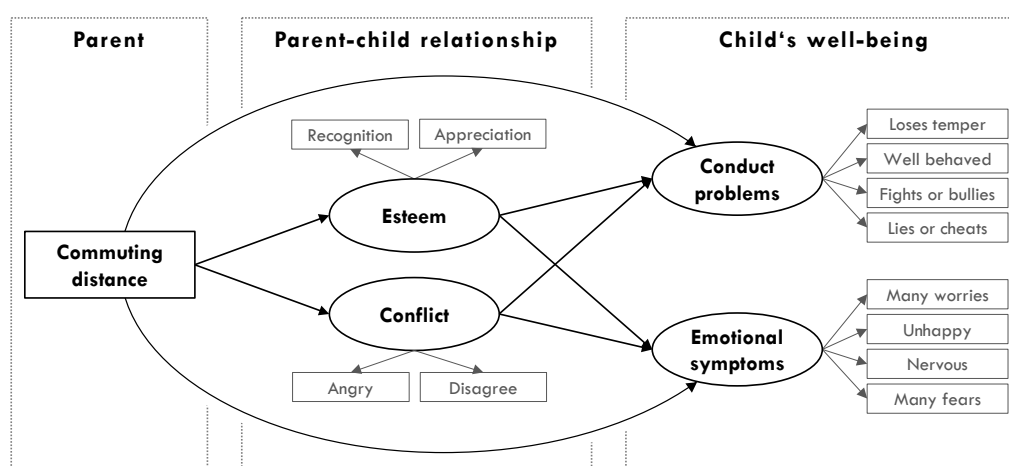 Parent
Parent-child relationship
Child‘s well-being
Recognition
Appreciation
Esteem
Commuting
distance
Conflict
Angry
Disagree
Conduct
problems
Loses temper
Well behaved
Fights or bullies
Lies or cheats
Emotional
symptoms
Many worries
Unhappy
Nervous
Many fears